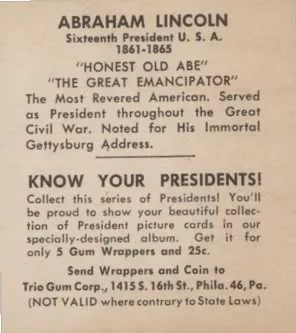 ABRAHAM LINCOLN
Sixteenth President U. S. A.
1861-1865
"HONEST OLD ABE"
"THE GREAT EMANCIPATOR"
The Most Revered American. Served
as President throughout the Great
Civil War. Noted for His Immortal
Gettysburg Address.
KNOW YOUR PRESIDENTS!
Collect this series of Presidents! You'll
be proud to show your beautiful collec-
tion of President picture cards in our
specially-designed album. Get it for
only 5 Gum Wrappers and 25c.
Send Wrappers and Coin to
Trio Gum Corp., 1415 S. 16th St., Phila. 46, Pa.
(NOT VALID where contrary to State Laws)